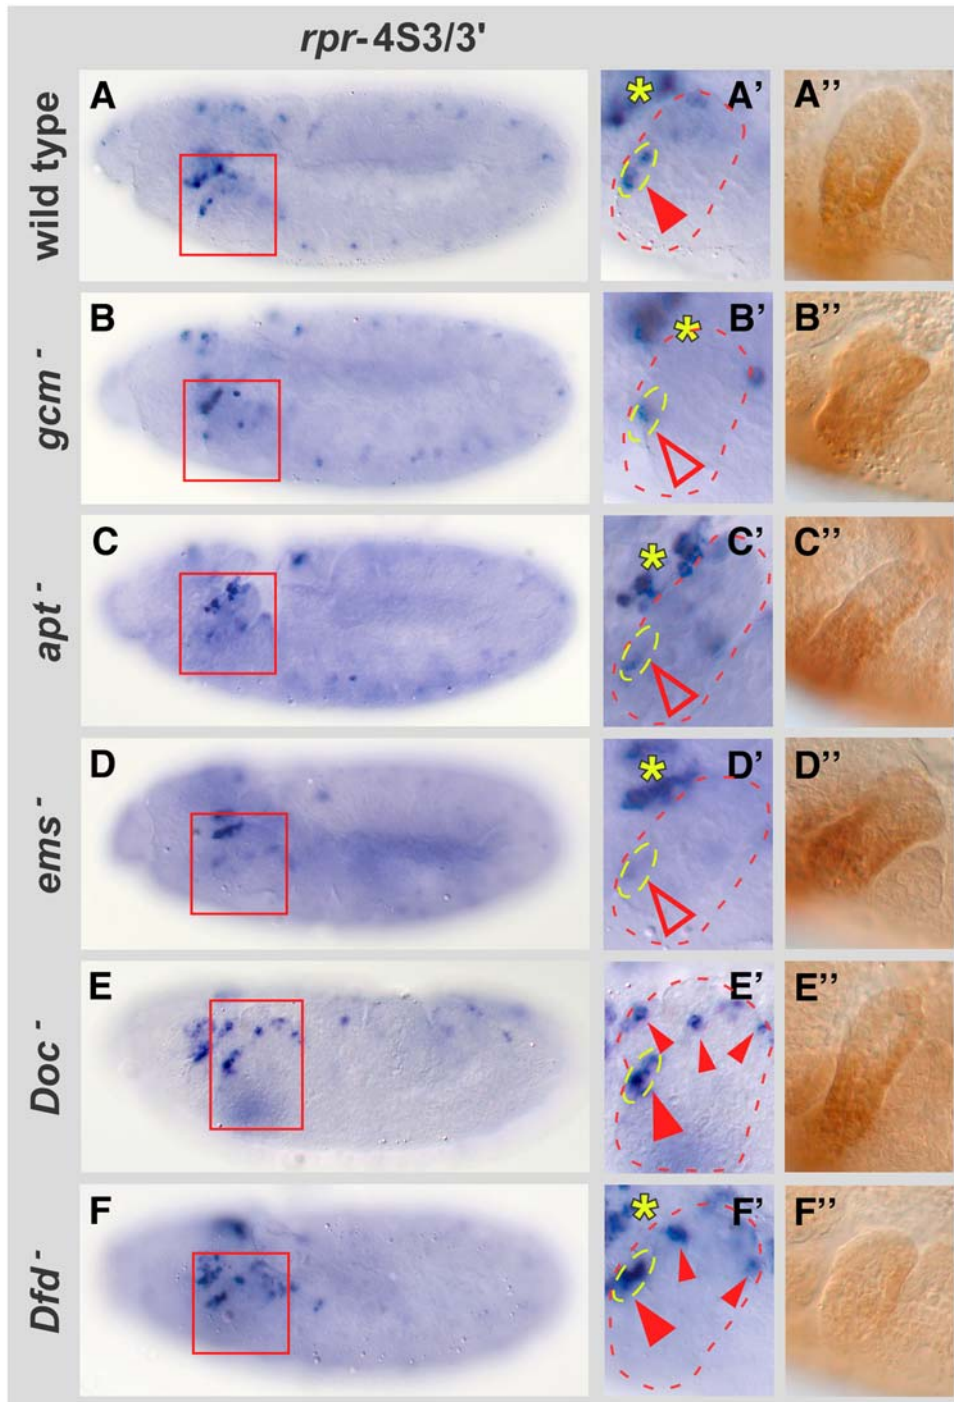 rpr-4S3/3'
wild type
A
A’
A’’
gcm -
B
B’
B’’
apt -
C
C’
C’’
ems -
D
D’
D’’
Doc -
E
E’
E’’
Dfd -
F
F’
F’’